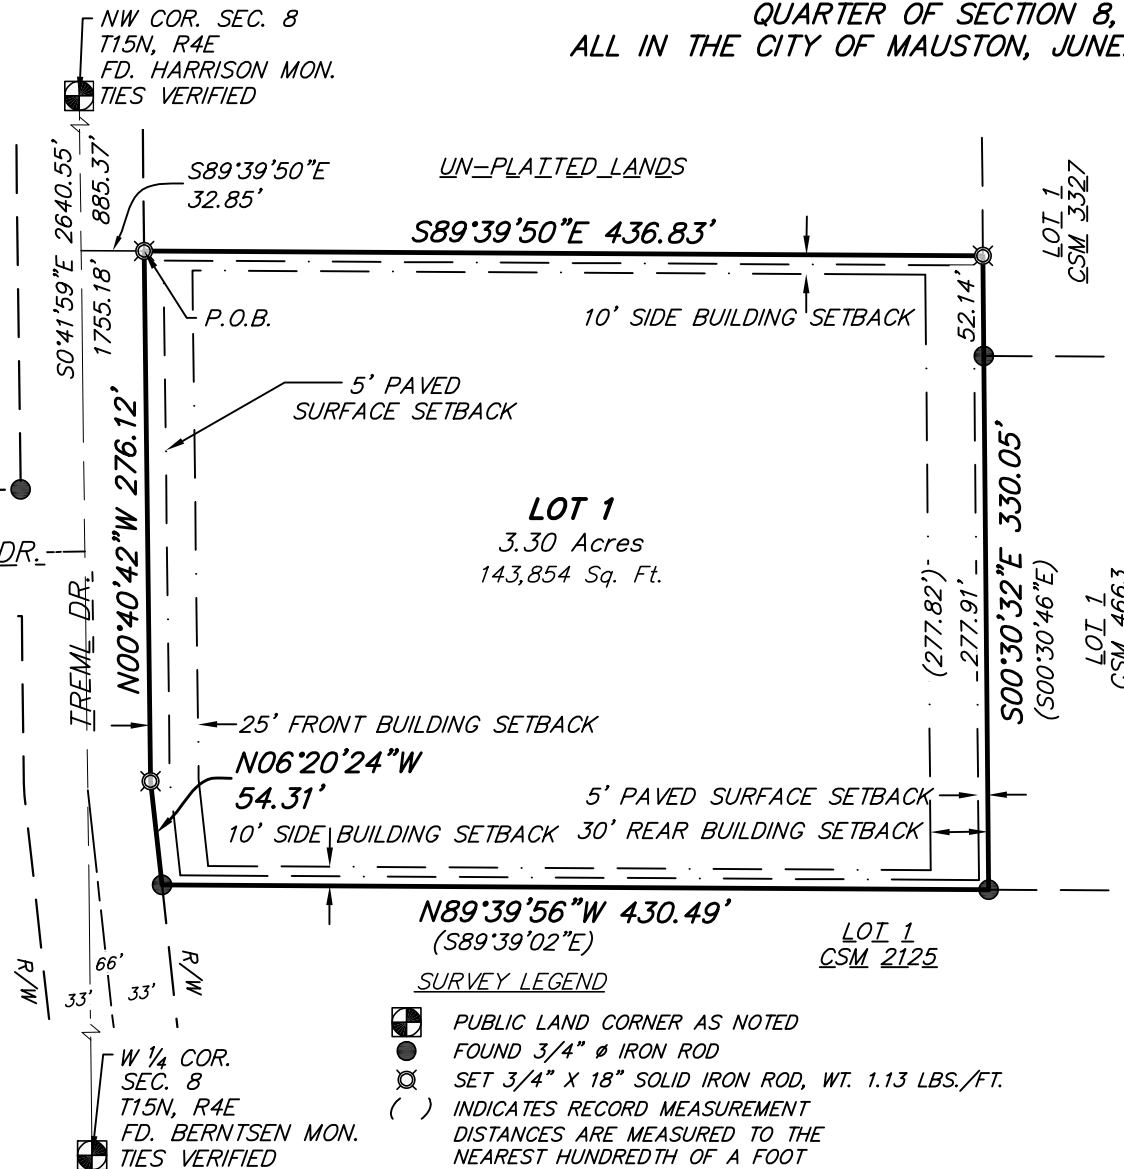 QUARTER OF SECTION 8,
ALL IN THE CITY OF MAUSTON,
NW COR. SEC. 8
T15N, R4E
FD. HARRISON MON.
TIES VERIFIED
S0°41'59"E 2640.55'
885.37'
1755.18'
S89°39'50"E
32.85'
UN-PLATTED LANDS
S89°39'50"E 436.83'
LOT 1
CSM 3327
P.O.B.
10' SIDE BUILDING SETBACK
52.14'
5' PAVED
SURFACE SETBACK
N00°40'42"W 276.12'
LOT 1
3.30 Acres
143,854 Sq. Ft.
DR.
TREML DR.
(277.82')
277.91'
S00°30'32"E 330.05'
(S00°30'46"E)
LOT 1
CSM 4663
25' FRONT BUILDING SETBACK
N06°20'24"W
54.31'
5' PAVED SURFACE SETBACK
10' SIDE BUILDING SETBACK
30' REAR BUILDING SETBACK
N89°39'56"W 430.49'
(S89°39'02"E)
LOT 1
CSM 2125
R/W
66'
33'
33'
R/W
SURVEY LEGEND
PUBLIC LAND CORNER AS NOTED
FOUND 3/4" ø IRON ROD
SET 3/4" X 18" SOLID IRON ROD, WT. 1.13 LBS./FT.
( ) INDICATES RECORD MEASUREMENT
DISTANCES ARE MEASURED TO THE
NEAREST HUNDREDTH OF A FOOT
W ¼ COR.
SEC. 8
T15N, R4E
FD. BERNTSEN MON.
TIES VERIFIED